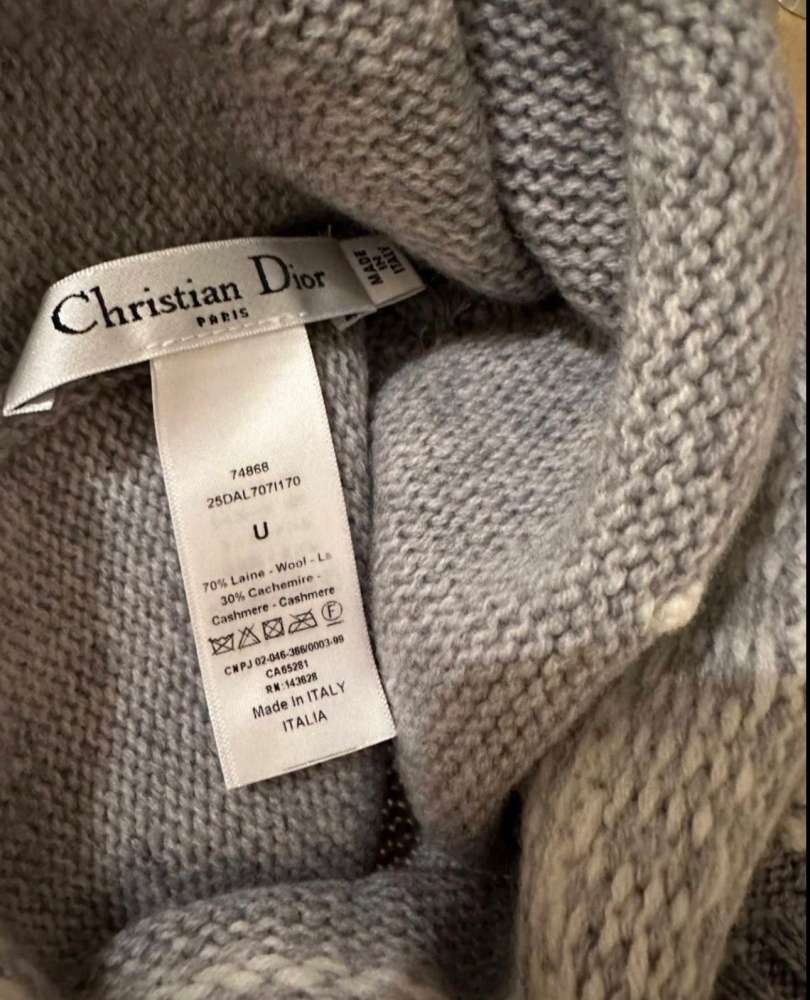 Christian Dior
PARIS
MADE
IN
ITALY
74868
25DAL707I170
U
70% Laine - Wool - La
30% Cachemire -
Cashmere - Cashmere
F
CNPJ 02-046-386/0003-99
CA65281
RN:143628
Made in ITALY
ITALIA